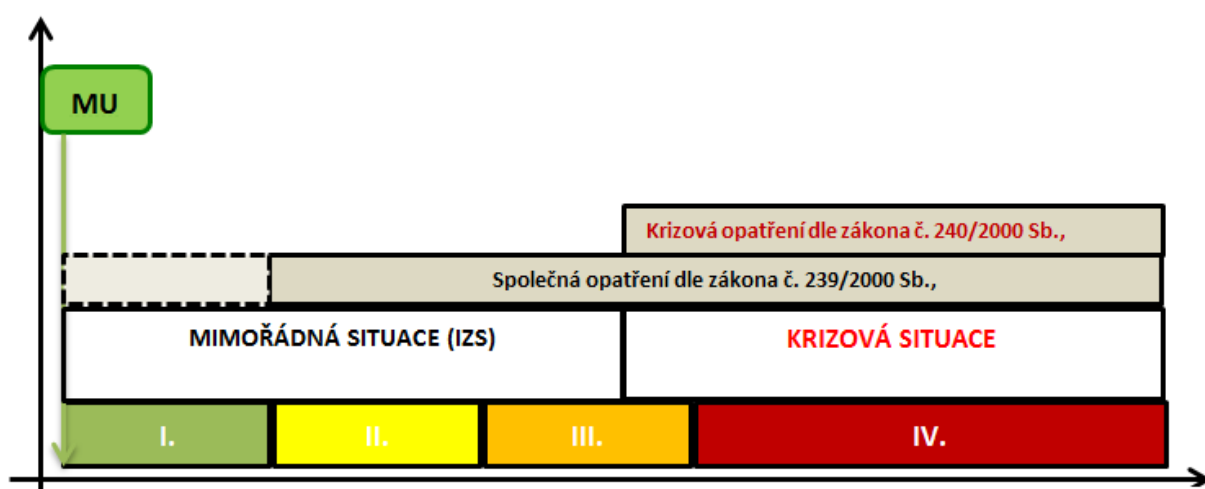 MU
Krizová opatření dle zákona č. 240/2000 Sb.,
Společná opatření dle zákona č. 239/2000 Sb.,
MIMOŘÁDNÁ SITUACE (IZS)
KRIZOVÁ SITUACE
I.
II.
III.
IV.